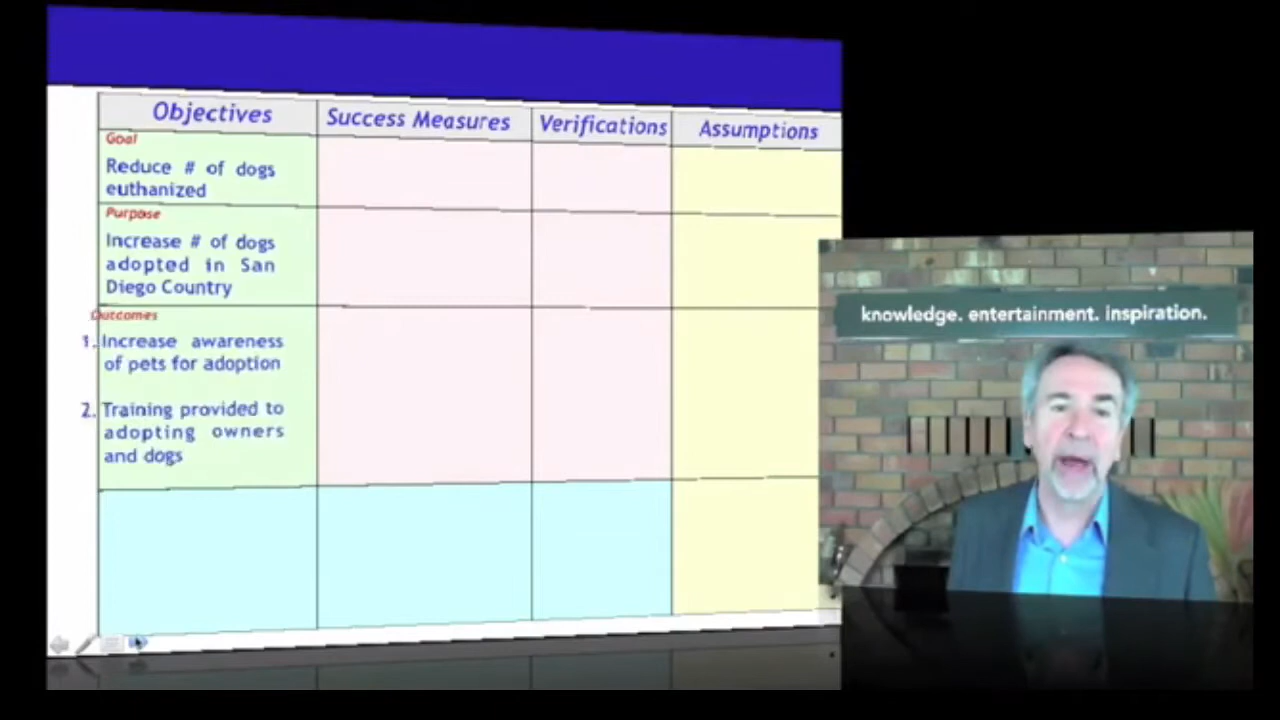 Objectives
Success Measures
Verifications
Assumptions
Goal
Reduce # of dogs
euthanized
Purpose
Increase # of dogs
adopted in San
Diego Country
Outcomes
1. Increase awareness
of pets for adoption
2. Training provided to
adopting owners
and dogs
knowledge. entertainment. inspiration.